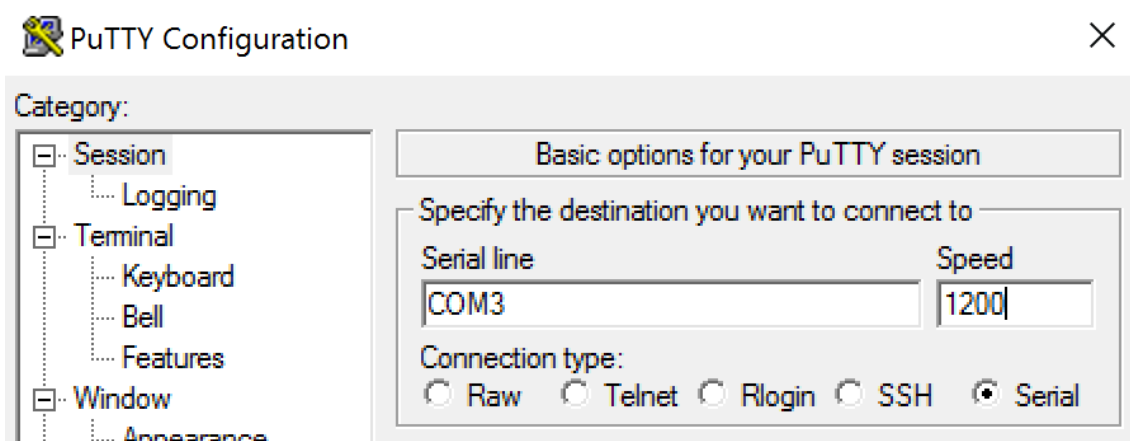 PuTTY Configuration
Category:
Session
Logging
Terminal
Keyboard
Bell
Features
Window
Appearance
Basic options for your PuTTY session
Specify the destination you want to connect to
Serial line Speed
COM3 1200
Connection type:
Raw Telnet Rlogin SSH Serial